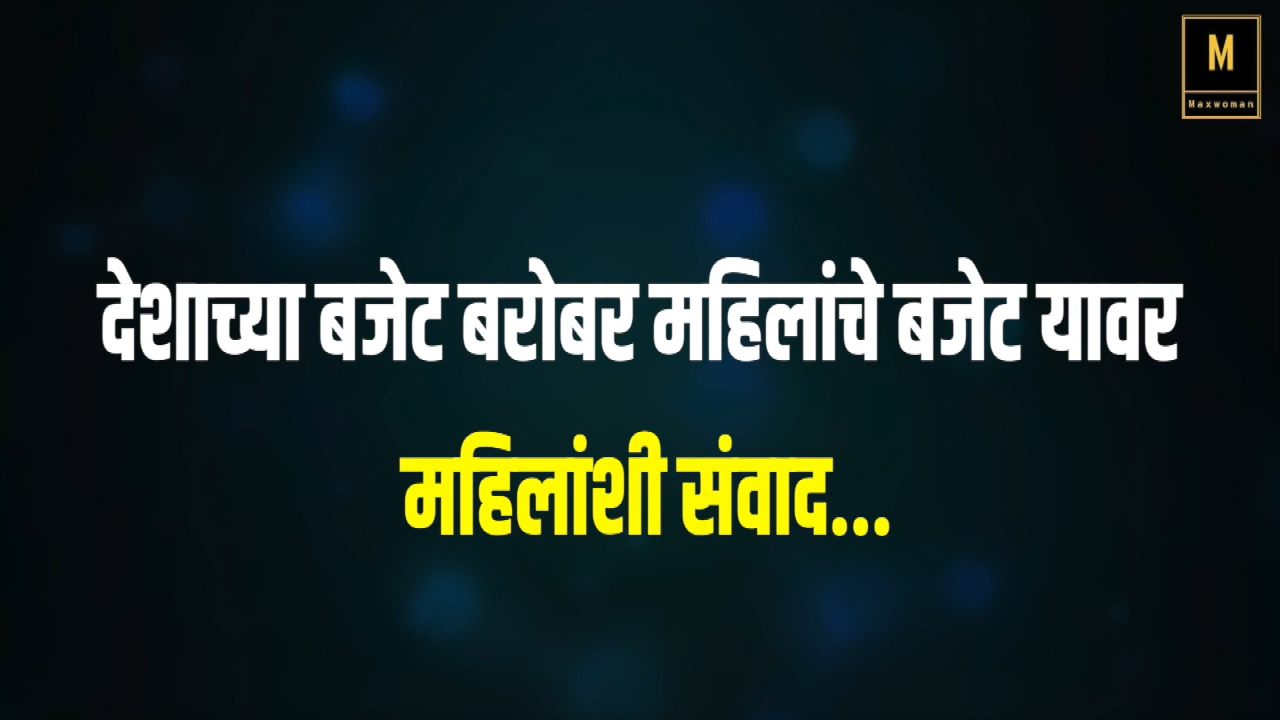 M
Maxwoman
देशाच्या बजेट बरोबर महिलांचे बजेट यावर
महिलांशी संवाद...